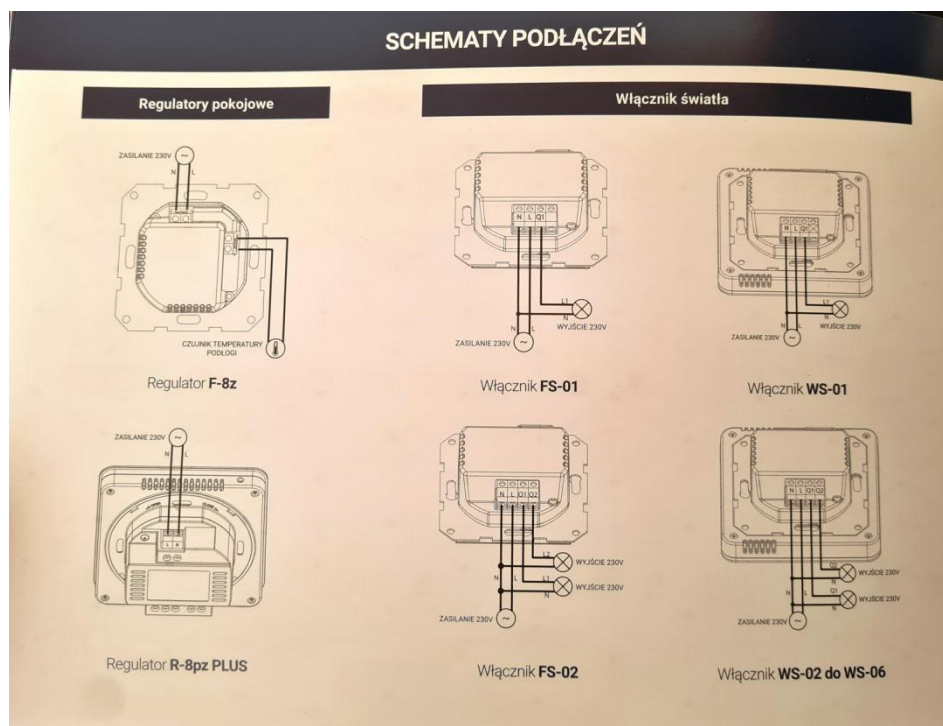 SCHEMATY PODŁĄCZEŃ
Regulatory pokojowe
ZASILANIE 230V
N L
CZUJNIK TEMPERATURY
PODŁOGI
Regulator F-8z
ZASILANIE 230V
N L
Regulator R-8pz PLUS
Włącznik światła
N L Q1
L1
N
WYJŚCIE 230V
N L
ZASILANIE 230V
Włącznik FS-01
N L Q1
L1
N
WYJŚCIE 230V
ZASILANIE 230V
Włącznik WS-01
N L Q1 Q2
L2
WYJŚCIE 230V
N L
L1
WYJŚCIE 230V
N
ZASILANIE 230V
Włącznik FS-02
N L Q1 Q2
Q2
WYJŚCIE 230V
N
N L
Q1
WYJŚCIE 230V
N
ZASILANIE 230V
Włącznik WS-02 do WS-06